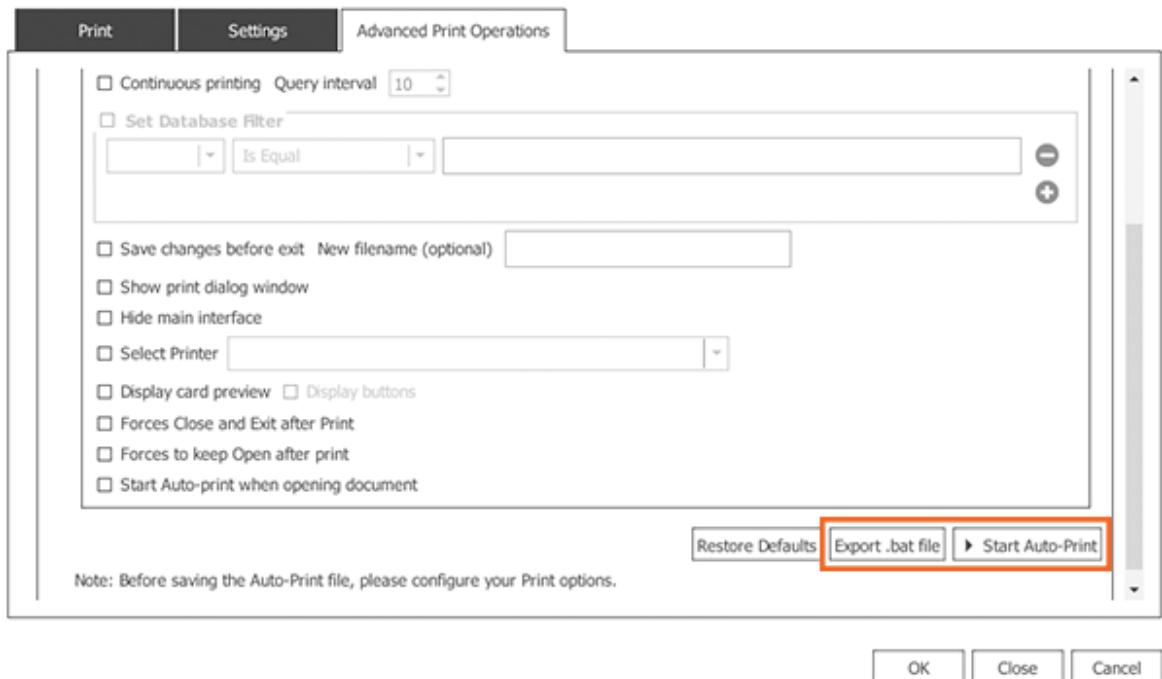 Print Settings Advanced Print Operations
Continuous printing Query interval 10
Set Database Filter
Is Equal
Save changes before exit New filename (optional)
Show print dialog window
Hide main interface
Select Printer
Display card preview Display buttons
Forces Close and Exit after Print
Forces to keep Open after print
Start Auto-print when opening document
Restore Defaults Export .bat file Start Auto-Print
Note: Before saving the Auto-Print file, please configure your Print options.
OK Close Cancel